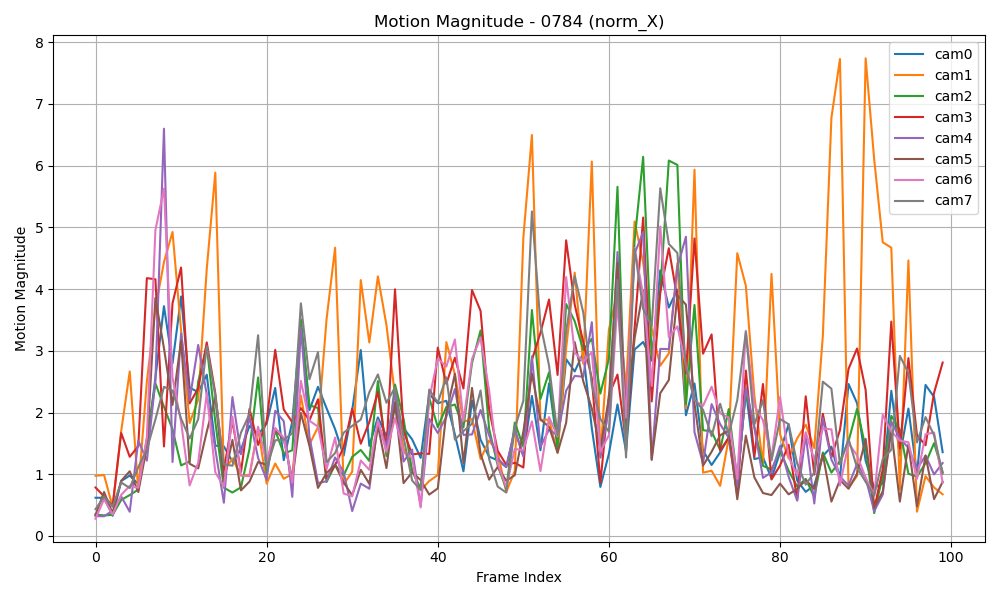 Motion Magnitude - 0784 (norm_X)
8
7
6
5
4
3
2
1
0
Motion Magnitude
0
20
40
60
80
100
Frame Index
cam0
cam1
cam2
cam3
cam4
cam5
cam6
cam7